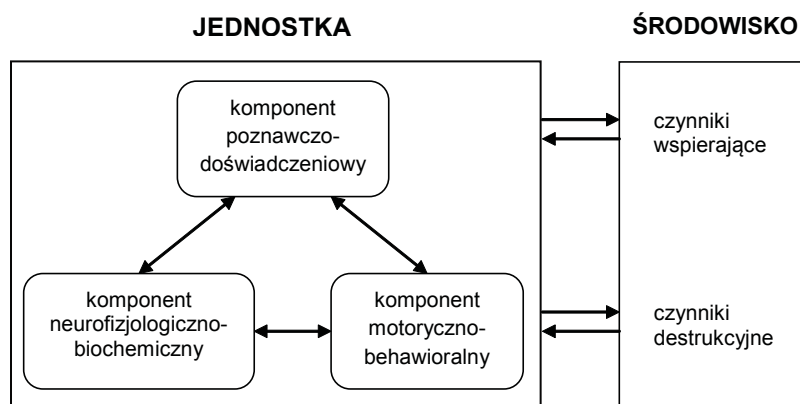 JEDNOSTKA
ŚRODOWISKO
komponent
poznawczo-
doświadczeniowy
czynniki
wspierające
komponent
neurofizjologiczno-
biochemiczny
komponent
motoryczno-
behawioralny
czynniki
destrukcyjne